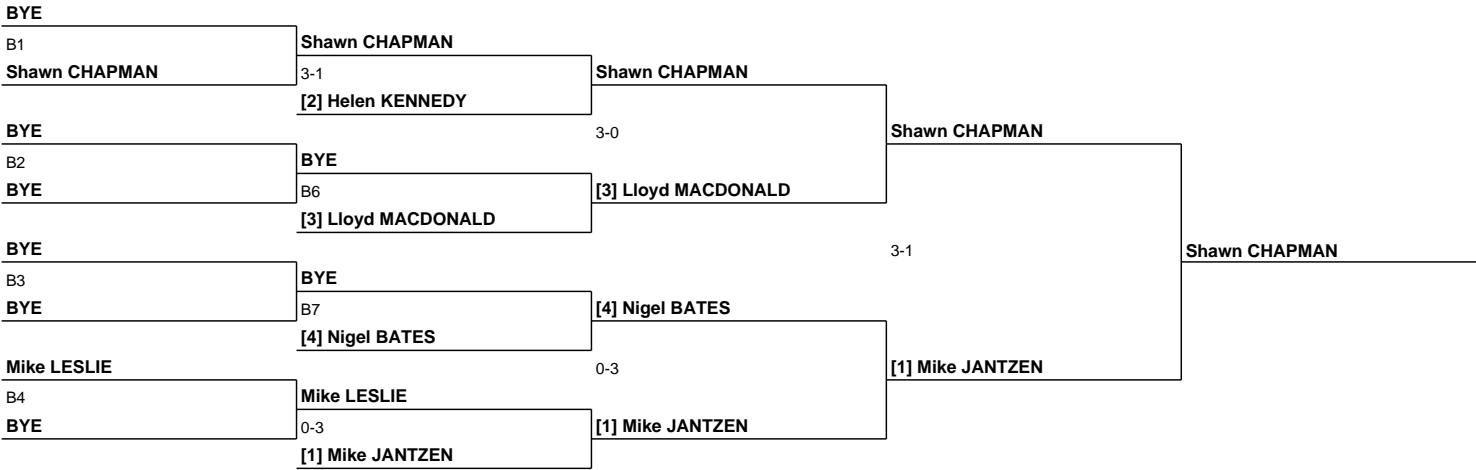 BYE
B1
Shawn CHAPMAN
Shawn CHAPMAN
3-1
Shawn CHAPMAN
[2] Helen KENNEDY
BYE
3-0
Shawn CHAPMAN
B2
BYE
BYE
B6
[3] Lloyd MACDONALD
[3] Lloyd MACDONALD
BYE
3-1
Shawn CHAPMAN
B3
BYE
BYE
B7
[4] Nigel BATES
[4] Nigel BATES
Mike LESLIE
0-3
[1] Mike JANTZEN
B4
Mike LESLIE
BYE
0-3
[1] Mike JANTZEN
[1] Mike JANTZEN